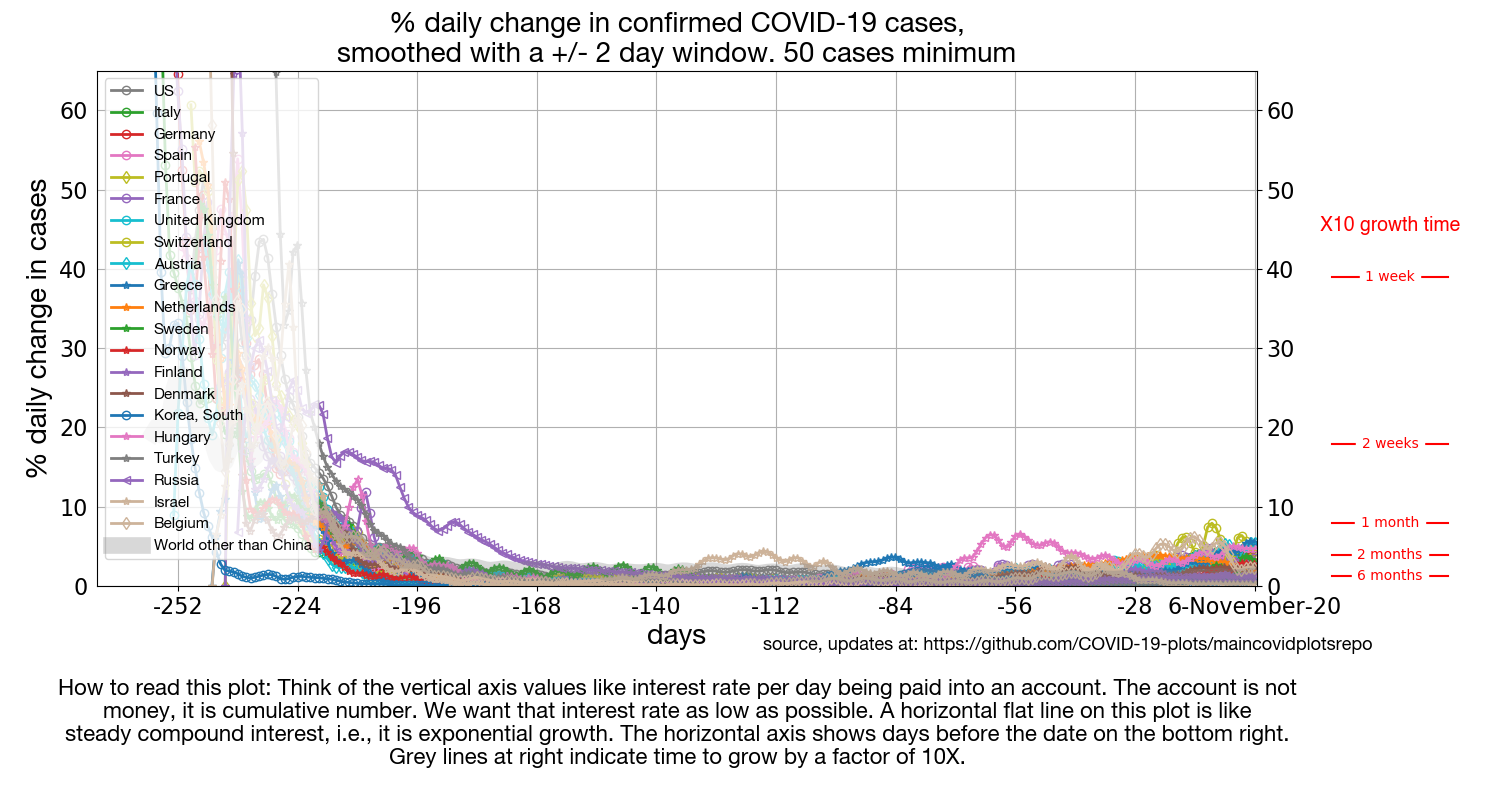 % daily change in confirmed COVID-19 cases,
smoothed with a +/- 2 day window. 50 cases minimum
% daily change in cases
60
50
40
30
20
10
0
US
Italy
Germany
Spain
Portugal
France
United Kingdom
Switzerland
Austria
Greece
Netherlands
Sweden
Norway
Finland
Denmark
Korea, South
Hungary
Turkey
Russia
Israel
Belgium
World other than China
60
50
40
30
20
10
0
X10 growth time
1 week
2 weeks
1 month
2 months
6 months
-252 -224 -196 -168 -140 -112 -84 -56 -28 6-November-20
days
source, updates at: https://github.com/COVID-19-plots/maincovidplotsrepo
How to read this plot: Think of the vertical axis values like interest rate per day being paid into an account. The account is not
money, it is cumulative number. We want that interest rate as low as possible. A horizontal flat line on this plot is like
steady compound interest, i.e., it is exponential growth. The horizontal axis shows days before the date on the bottom right.
Grey lines at right indicate time to grow by a factor of 10X.